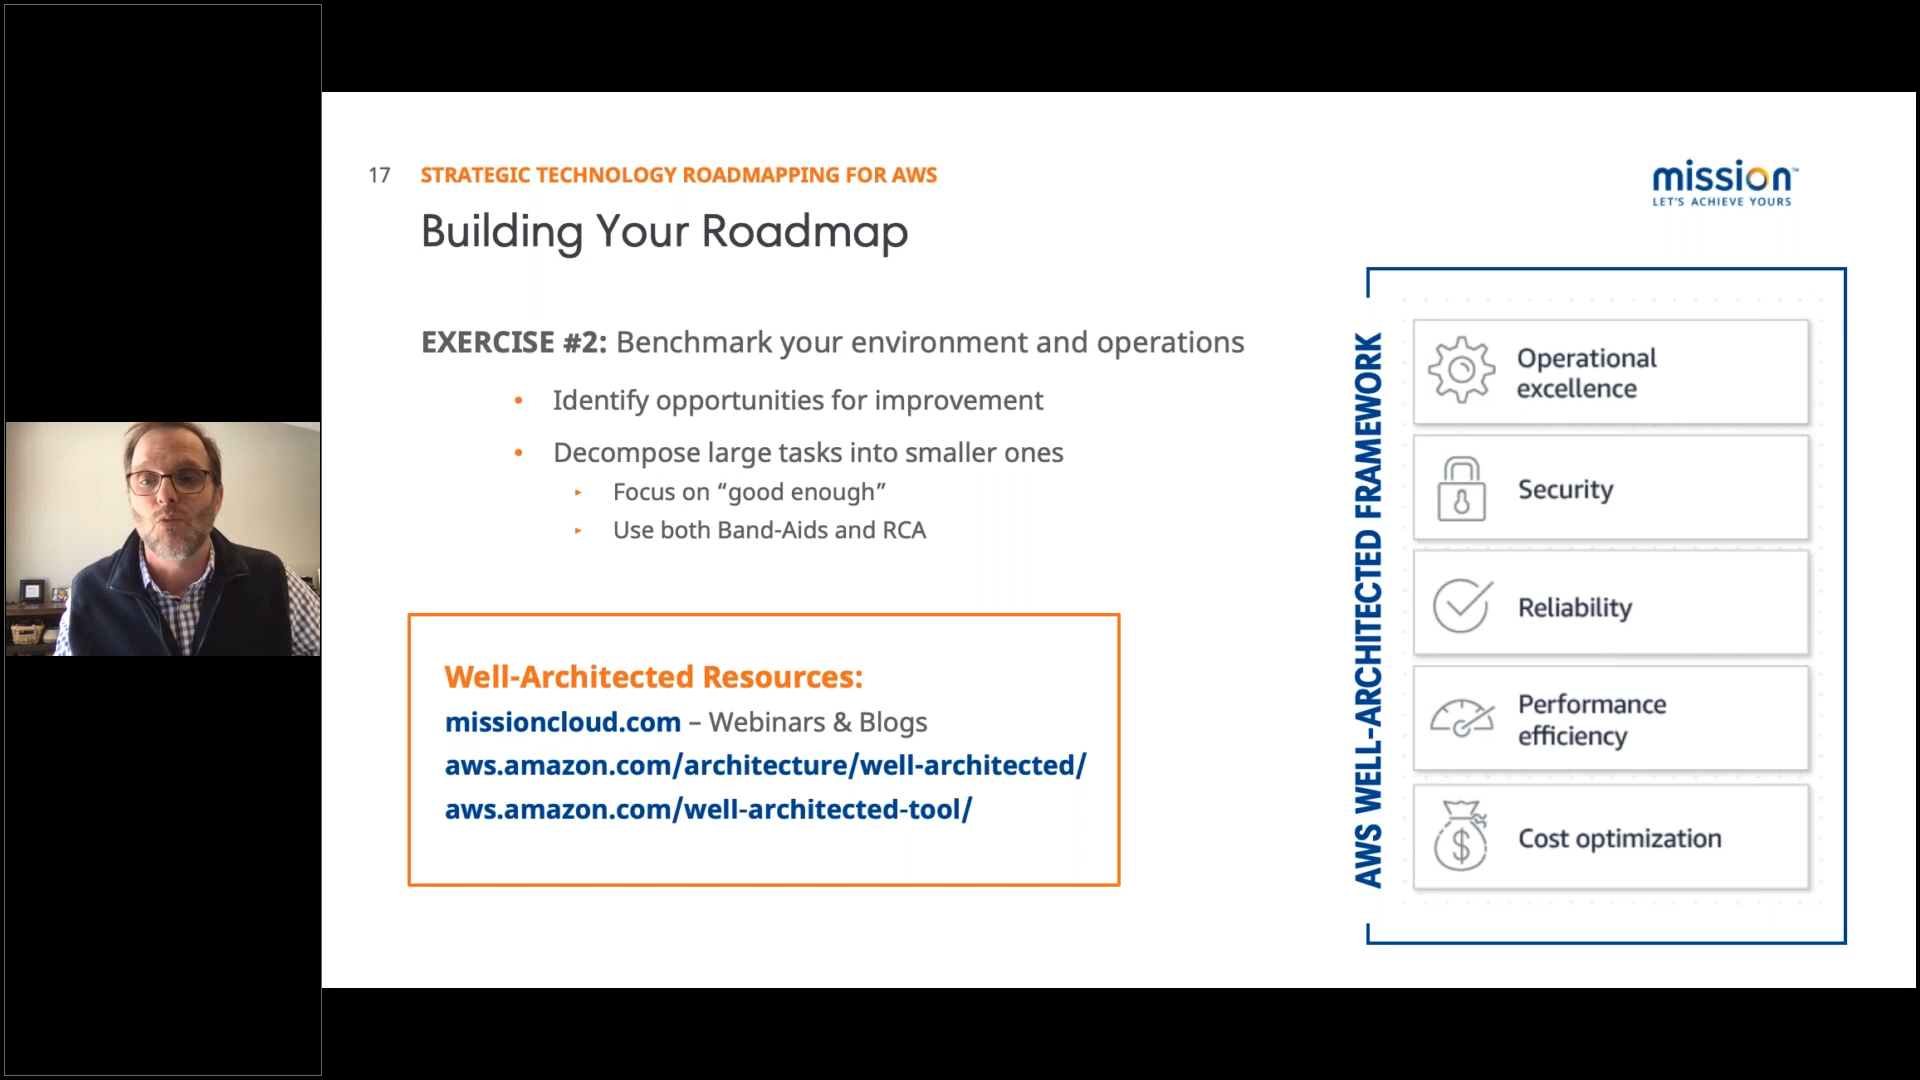 17 STRATEGIC TECHNOLOGY ROADMAPPING FOR AWS
Building Your Roadmap
mission™
LET'S ACHIEVE YOURS
EXERCISE #2: Benchmark your environment and operations
• Identify opportunities for improvement
• Decompose large tasks into smaller ones
‣ Focus on “good enough”
‣ Use both Band-Aids and RCA
Well-Architected Resources:
missioncloud.com – Webinars & Blogs
aws.amazon.com/architecture/well-architected/
aws.amazon.com/well-architected-tool/
AWS WELL-ARCHITECTED FRAMEWORK
Operational
excellence
Security
Reliability
Performance
efficiency
$
Cost optimization